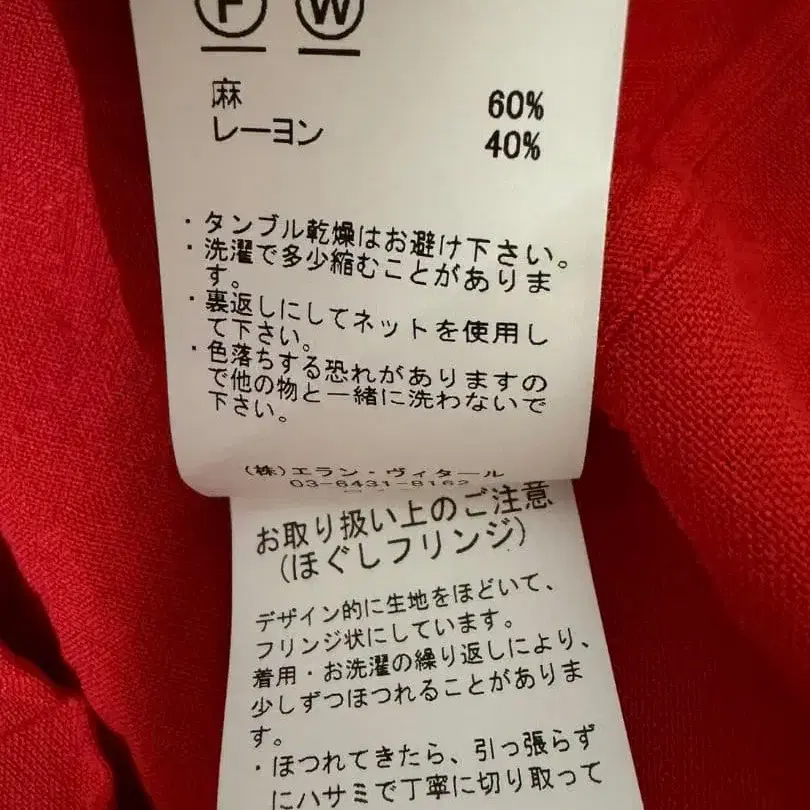 F W
麻 60%
レーヨン 40%
・タンブル乾燥はお避け下さい。
・洗濯で多少縮むことがありま
す。
・裏返しにしてネットを使用し
て下さい。
・色落ちする恐れがありますの
で他の物と一緒に洗わないで
下さい。
(株)エラン・ヴィタール
03-6431-8162
お取り扱い上のご注意
(ほぐしフリンジ)
デザイン的に生地をほどいて、
フリンジ状にしています。
着用・お洗濯の繰り返しにより、
少しずつほつれることがありま
す。
・ほつれてきたら、引っ張らず
にハサミで丁寧に切り取って